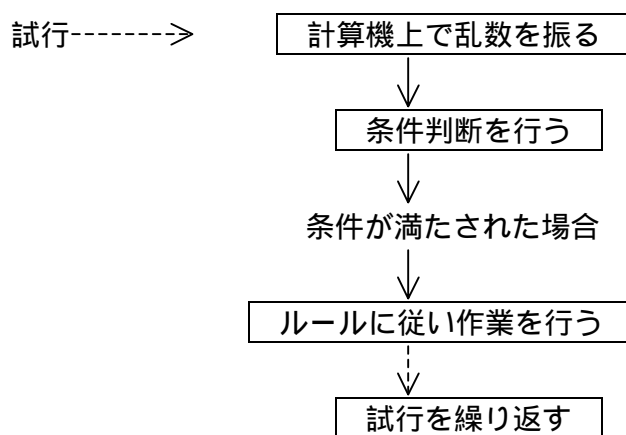 試行--------> 計算機上で乱数を振る
条件判断を行う
条件が満たされた場合
ルールに従い作業を行う
試行を繰り返す